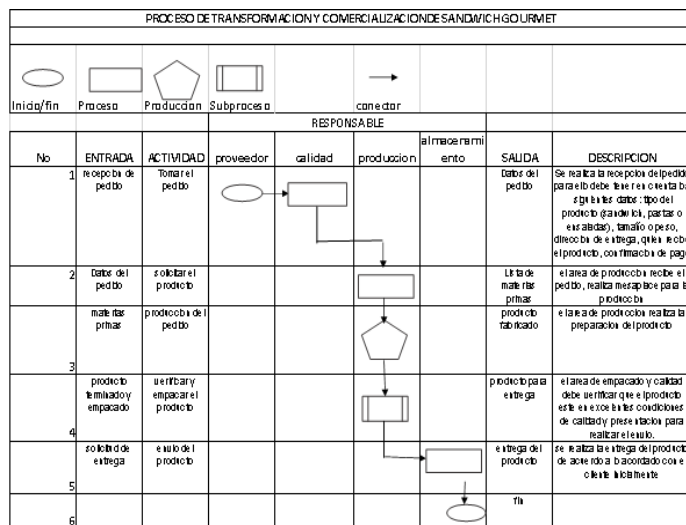 PROCESO DE TRANSFORMACION Y COMERCIALIZACION DE SANDWICH GOURMET
Inicio/fin Proceso Produccion Subproceso conector
RESPONSABLE
No ENTRADA ACTIVIDAD proveedor calidad produccion almacenami SALIDA DESCRIPCION
ento
1 recepcion de Tomar el Datos del Se realiza la recepcion del pedido
pedido pedido pedido para ello debe tener en cuenta
siguientes datos: tipo del
producto (sandwich, pastas o
ensaladas), tamaño o peso,
direccion de entrega, quien recibe
el producto, confirmacion de pago
2 Datos del solicitar el Lista de el area de produccion recibe el
pedido producto materias pedido, realiza para la
primas produccion
materias produccion del producto el area de produccion realiza la
primas pedido fabricado preparacion del producto
3
producto verificar y producto para el area de empacado y calidad
terminado y empacar el entrega debe verificar que el producto
empacado producto este en excelentes condiciones
4 de calidad y presentacion para
realizar el envio.
solicitud de envio del entrega del se realiza la entrega del producto
entrega producto producto de acuerdo a lo acordado con el
5 cliente inicialmente
fin
6